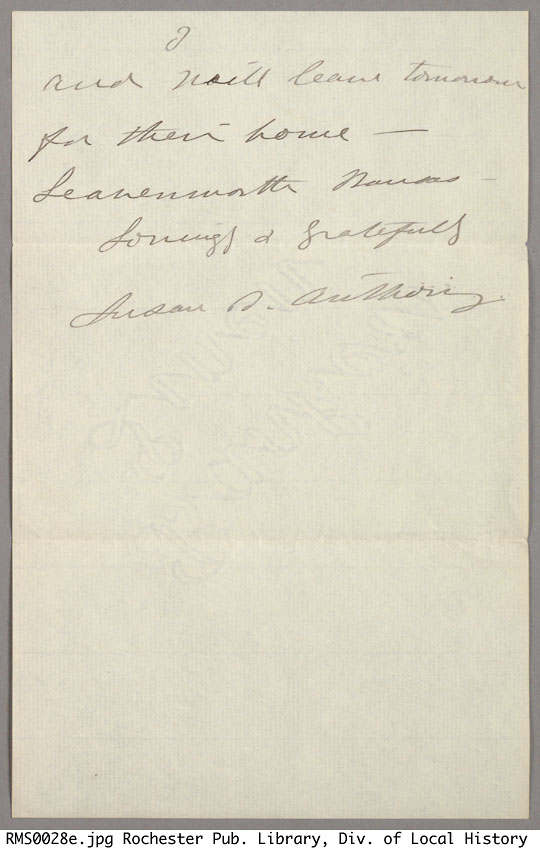 and will leave tomorrow
for their home —
Leavenworth Kansas —
Lovingly & gratefully
Susan B. Anthony.
RMS0028e.jpg Rochester Pub. Library, Div. of Local History